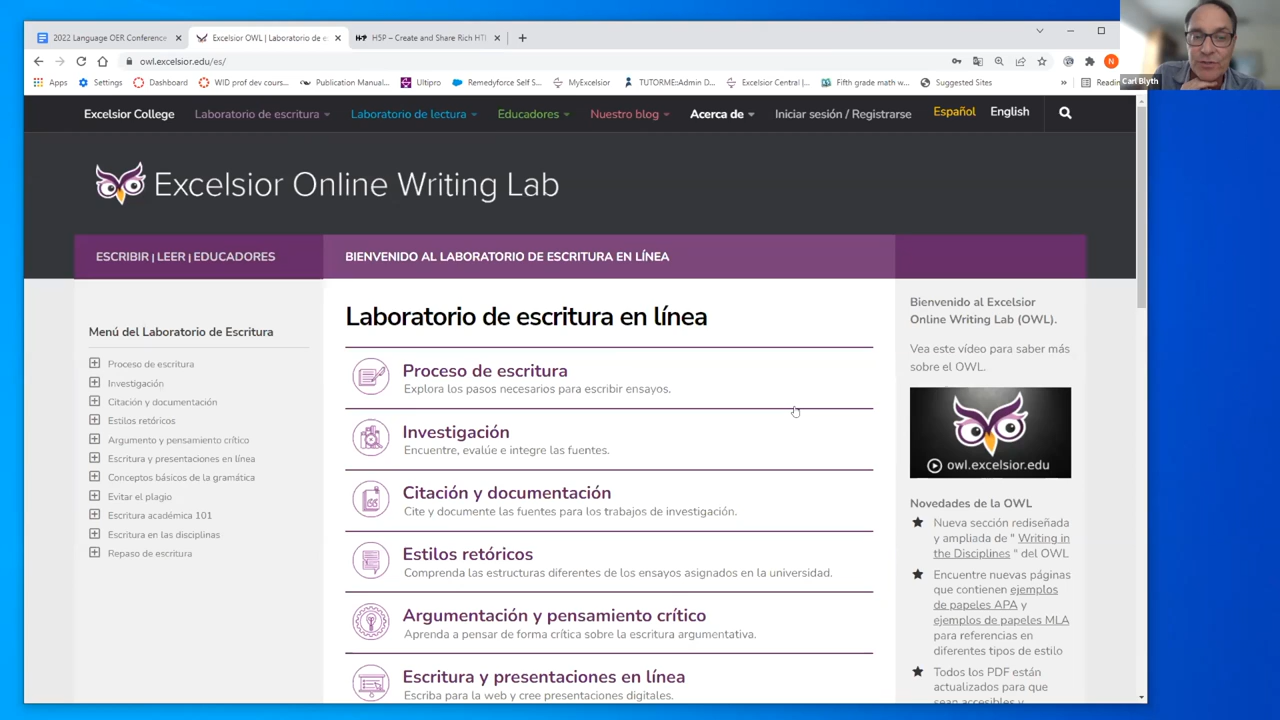 2022 Language OER Conference
Excelsior OWL | Laboratorio de e
H5P – Create and Share Rich HT
owl.excelsior.edu/es/
Apps
Settings
Dashboard
WID prof dev cours...
Publication Manual...
Ultipro
Remedyforce Self S...
MyExcelsior
TUTORME:Admin D...
Excelsior Central |...
Fifth grade math w...
Suggested Sites
»
Readin
N
Carl Blyth
Excelsior College
Laboratorio de escritura
Laboratorio de lectura
Educadores
Nuestro blog
Acerca de
Iniciar sesión / Registrarse
Español
English
Excelsior Online Writing Lab
ESCRIBIR | LEER | EDUCADORES
BIENVENIDO AL LABORATORIO DE ESCRITURA EN LÍNEA
Menú del Laboratorio de Escritura
Proceso de escritura
Investigación
Citación y documentación
Estilos retóricos
Argumento y pensamiento crítico
Escritura y presentaciones en línea
Conceptos básicos de la gramática
Evitar el plagio
Escritura académica 101
Escritura en las disciplinas
Repaso de escritura
Laboratorio de escritura en línea
Proceso de escritura
Explora los pasos necesarios para escribir ensayos.
Investigación
Encuentre, evalúe e integre las fuentes.
Citación y documentación
Cite y documente las fuentes para los trabajos de investigación.
Estilos retóricos
Comprenda las estructuras diferentes de los ensayos asignados en la universidad.
Argumentación y pensamiento crítico
Aprenda a pensar de forma crítica sobre la escritura argumentativa.
Escritura y presentaciones en línea
Escriba para la web y cree presentaciones digitales.
Bienvenido al Excelsior
Online Writing Lab (OWL).
Vea este vídeo para saber más
sobre el OWL.
owl.excelsior.edu
Novedades de la OWL
Nueva sección rediseñada
y ampliada de " Writing in
the Disciplines " del OWL
Encuentre nuevas páginas
que contienen ejemplos
de papeles APA y
ejemplos de papeles MLA
para referencias en
diferentes tipos de estilo
Todos los PDF están
actualizados para que
sean accesibles y